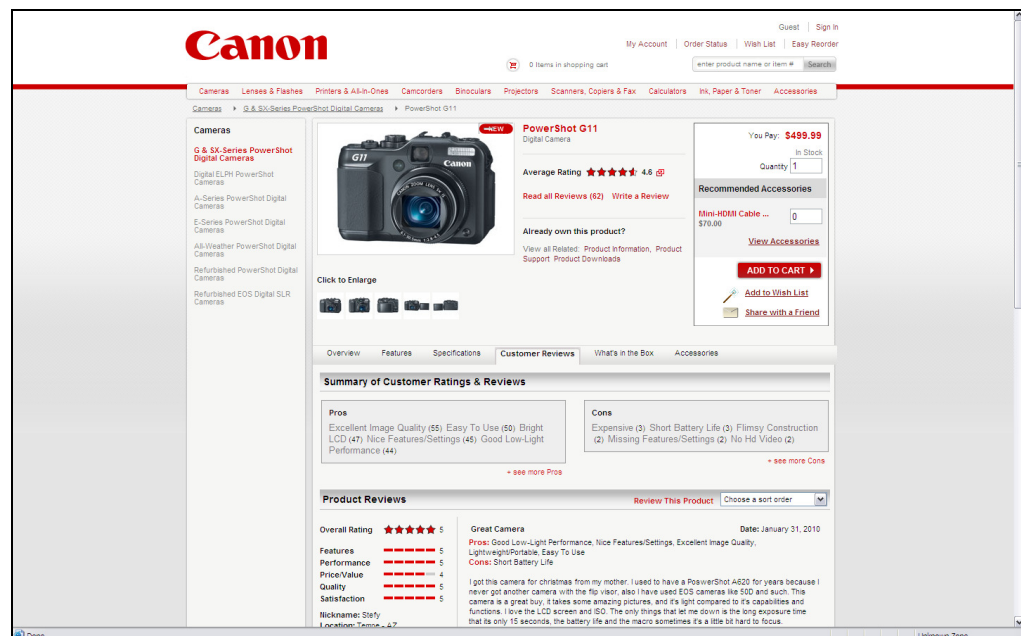 Guest | Sign In
Canon
My Account | Order Status | Wish List | Easy Reorder
0 Items in shopping cart
enter product name or item # Search
Cameras Lenses & Flashes Printers & All-In-Ones Camcorders Binoculars Projectors Scanners, Copiers & Fax Calculators Ink, Paper & Toner Accessories
Cameras G & SX-Series PowerShot Digital Cameras PowerShot G11
Cameras
G & SX-Series PowerShot
Digital Cameras
Digital ELPH PowerShot
Cameras
A-Series PowerShot Digital
Cameras
E-Series PowerShot Digital
Cameras
All-Weather PowerShot Digital
Cameras
Refurbished PowerShot Digital
Cameras
Refurbished EOS Digital SLR
Cameras
NEW
G11
Canon
Click to Enlarge
PowerShot G11
Digital Camera
Average Rating 4.6
Read all Reviews (62) Write a Review
Already own this product?
View all Related: Product Information, Product
Support Product Downloads
You Pay: $499.99
In Stock
Quantity 1
Recommended Accessories
Mini-HDMI Cable ... 0
$70.00
View Accessories
ADD TO CART
Add to Wish List
Share with a Friend
Overview Features Specifications Customer Reviews What's in the Box Accessories
Summary of Customer Ratings & Reviews
Pros
Excellent Image Quality (55) Easy To Use (50) Bright
LCD (47) Nice Features/Settings (45) Good Low-Light
Performance (44)
+ see more Pros
Cons
Expensive (3) Short Battery Life (3) Flimsy Construction
(2) Missing Features/Settings (2) No Hd Video (2)
+ see more Cons
Product Reviews
Review This Product Choose a sort order
Overall Rating 5
Features 5
Performance 5
Price/Value 4
Quality 5
Satisfaction 5
Nickname: Stefy
Location: Tempe - AZ
Great Camera Date: January 31, 2010
Pros: Good Low-Light Performance, Nice Features/Settings, Excellent Image Quality,
Lightweight/Portable, Easy To Use
Cons: Short Battery Life
I got this camera for christmas from my mother. I used to have a PoswerShot A620 for years because I
never got another camera with the flip visor, also I have used EOS cameras like 50D and such. This
camera is a great buy, it takes some amazing pictures, and it's light compared to it's capabilities and
functions. I love the LCD screen and ISO. The only things that let me down is the long exposure time
that its only 15 seconds, the battery life and the macro sometimes it's a little bit hard to focus.